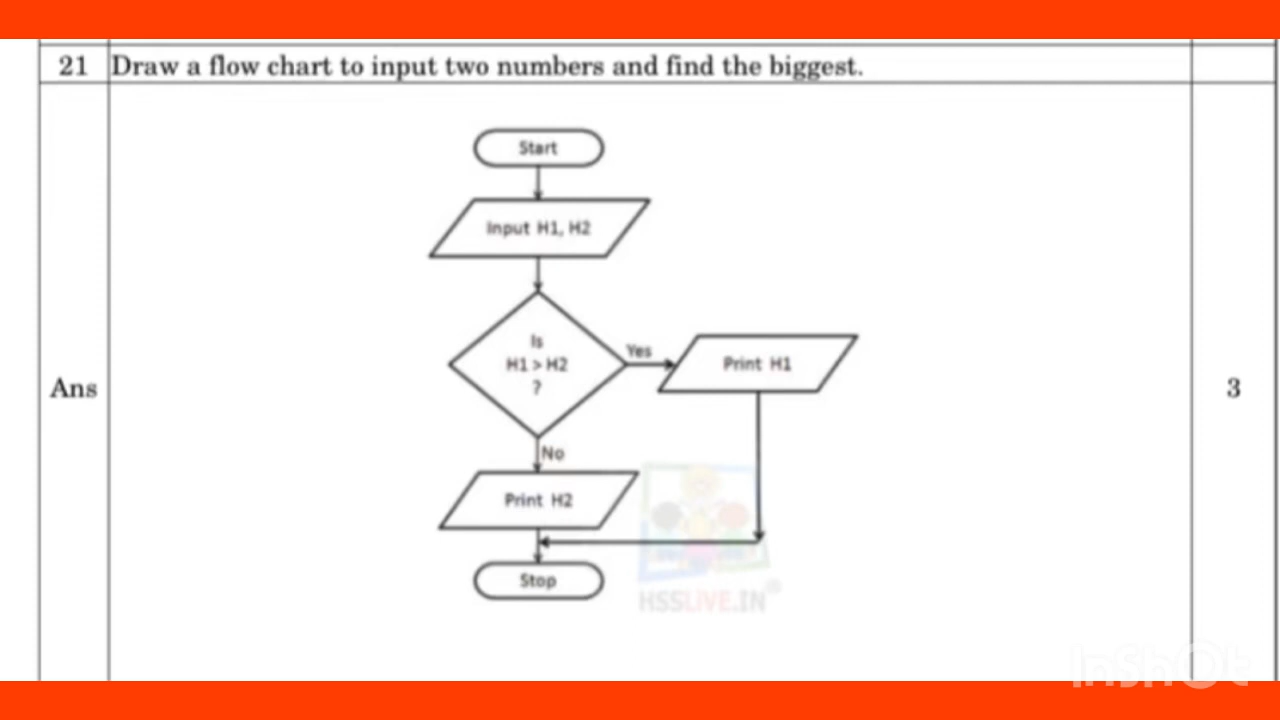 21 Draw a flow chart to input two numbers and find the biggest.
Start
Input H1, H2
Is
H1 > H2
?
Yes
Print H1
Ans
3
No
Print H2
Stop
HSSLIVE.IN®
InShOt